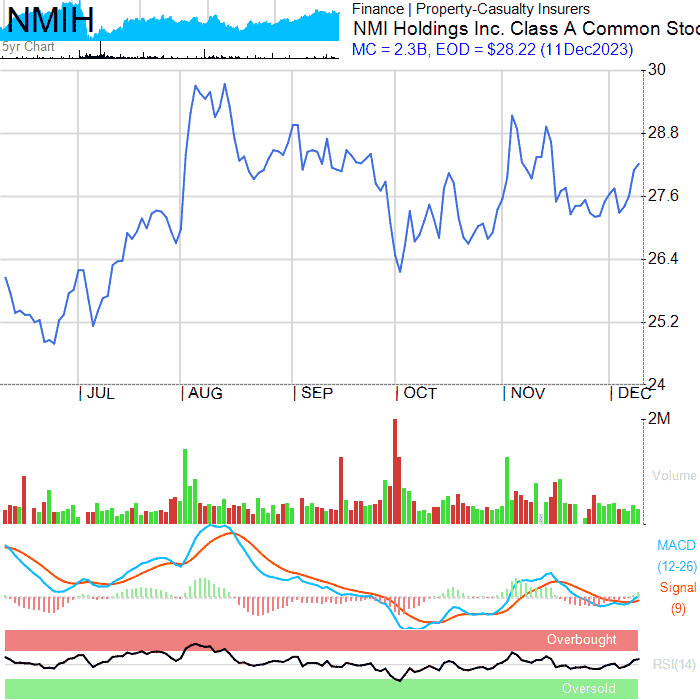 NMIH
5yr Chart
Finance | Property-Casualty Insurers
NMI Holdings Inc. Class A Common Stoc
MC = 2.3B, EOD = $28.22 (11Dec2023)
30
28.8
27.6
26.4
25.2
24
| JUL
| AUG
| SEP
| OCT
| NOV
| DEC
2M
Volume
MACD
(12-26)
Signal
(9)
Overbought
RSI(14)
Oversold